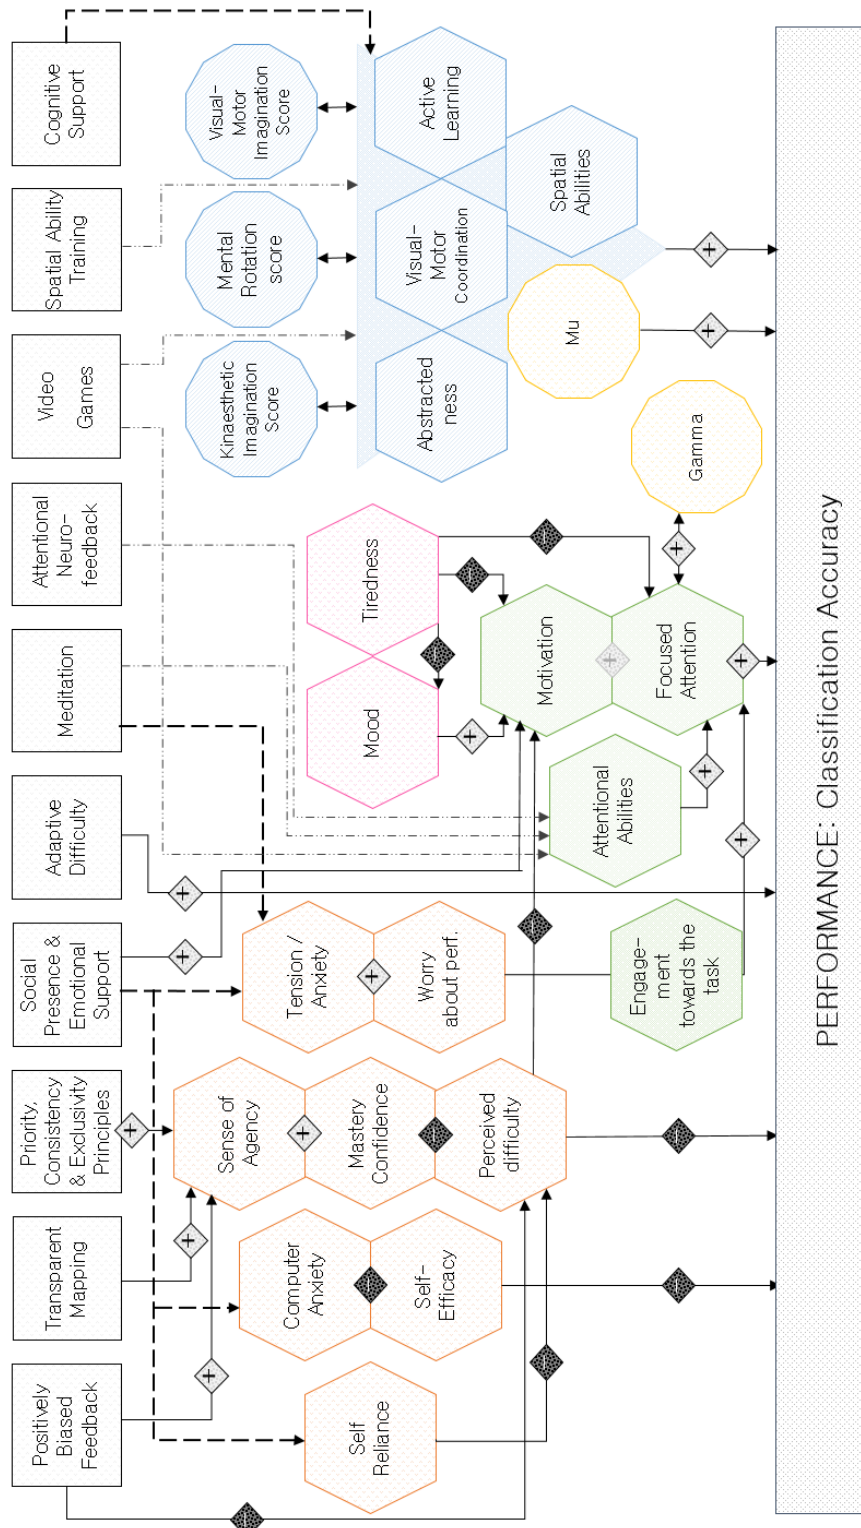 Positively
Biased
Feedback
Transparent
Mapping
Priority,
Consistency
& Exclusivity
Principles
Social
Presence &
Emotional
Support
Adaptive
Difficulty
Meditation
Attentional
Neuro-
feedback
Video
Games
Spatial Ability
Training
Cognitive
Support
Self
Reliance
Computer
Anxiety
Self-
Efficacy
Sense of
Agency
Mastery
Confidence
Perceived
difficulty
Tension /
Anxiety
Worry
about perf.
Engage-
ment
towards the
task
Attentional
Abilities
Mood
Tiredness
Motivation
Focused
Attention
Kinaesthetic
Imagination
Score
Mental
Rotation
score
Visual-
Motor
Imagination
Score
Abstracted
ness
Visual-
Motor
Coordination
Active
Learning
Spatial
Abilities
Mu
Gamma
PERFORMANCE: Classification Accuracy